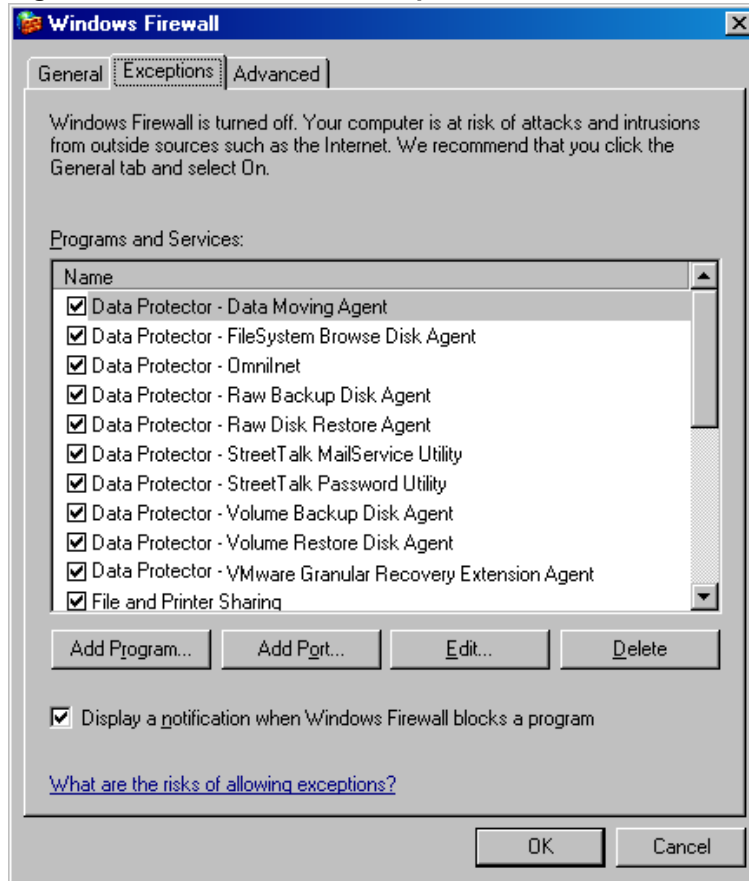 Windows Firewall
General Exceptions Advanced
Windows Firewall is turned off. Your computer is at risk of attacks and intrusions
from outside sources such as the Internet. We recommend that you click the
General tab and select On.
Programs and Services:
Name
Data Protector - Data Moving Agent
Data Protector - FileSystem Browse Disk Agent
Data Protector - OmniInet
Data Protector - Raw Backup Disk Agent
Data Protector - Raw Disk Restore Agent
Data Protector - StreetTalk MailService Utility
Data Protector - StreetTalk Password Utility
Data Protector - Volume Backup Disk Agent
Data Protector - Volume Restore Disk Agent
Data Protector - VMware Granular Recovery Extension Agent
File and Printer Sharing
Add Program... Add Port... Edit... Delete
Display a notification when Windows Firewall blocks a program
What are the risks of allowing exceptions?
OK Cancel